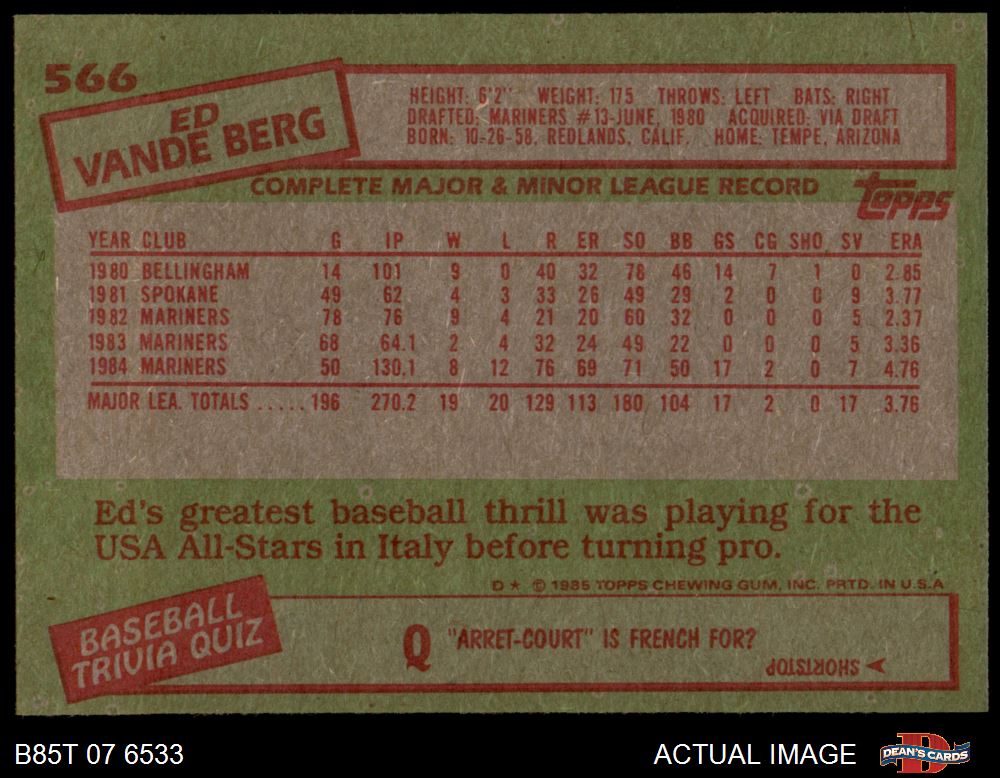 566
ED
VANDE BERG
HEIGHT: 6'2" WEIGHT: 175 THROWS: LEFT BATS: RIGHT
DRAFTED: MARINERS #13-JUNE, 1980 ACQUIRED: VIA DRAFT
BORN: 10-26-58, REDLANDS, CALIF. HOME: TEMPE, ARIZONA
COMPLETE MAJOR & MINOR LEAGUE RECORD
topps
YEAR CLUB G IP W L R ER SO BB GS CG SHO SV ERA
1980 BELLINGHAM 14 101 9 0 40 32 78 46 14 7 1 0 2.85
1981 SPOKANE 49 62 4 3 33 26 49 29 2 0 0 9 3.77
1982 MARINERS 78 76 9 4 21 20 60 32 0 0 0 5 2.37
1983 MARINERS 68 64.1 2 4 32 24 49 22 0 0 0 5 3.36
1984 MARINERS 50 130.1 8 12 76 69 71 50 17 2 0 7 4.76
MAJOR LEA. TOTALS ..... 196 270.2 19 20 129 113 180 104 17 2 0 17 3.76
Ed's greatest baseball thrill was playing for the
USA All-Stars in Italy before turning pro.
D* © 1985 TOPPS CHEWING GUM, INC. PRTD. IN U.S.A
BASEBALL
TRIVIA QUIZ
Q "ARRET-COURT" IS FRENCH FOR?
SHORTSTOP
B85T 07 6533
ACTUAL IMAGE
DEAN'S CARDS